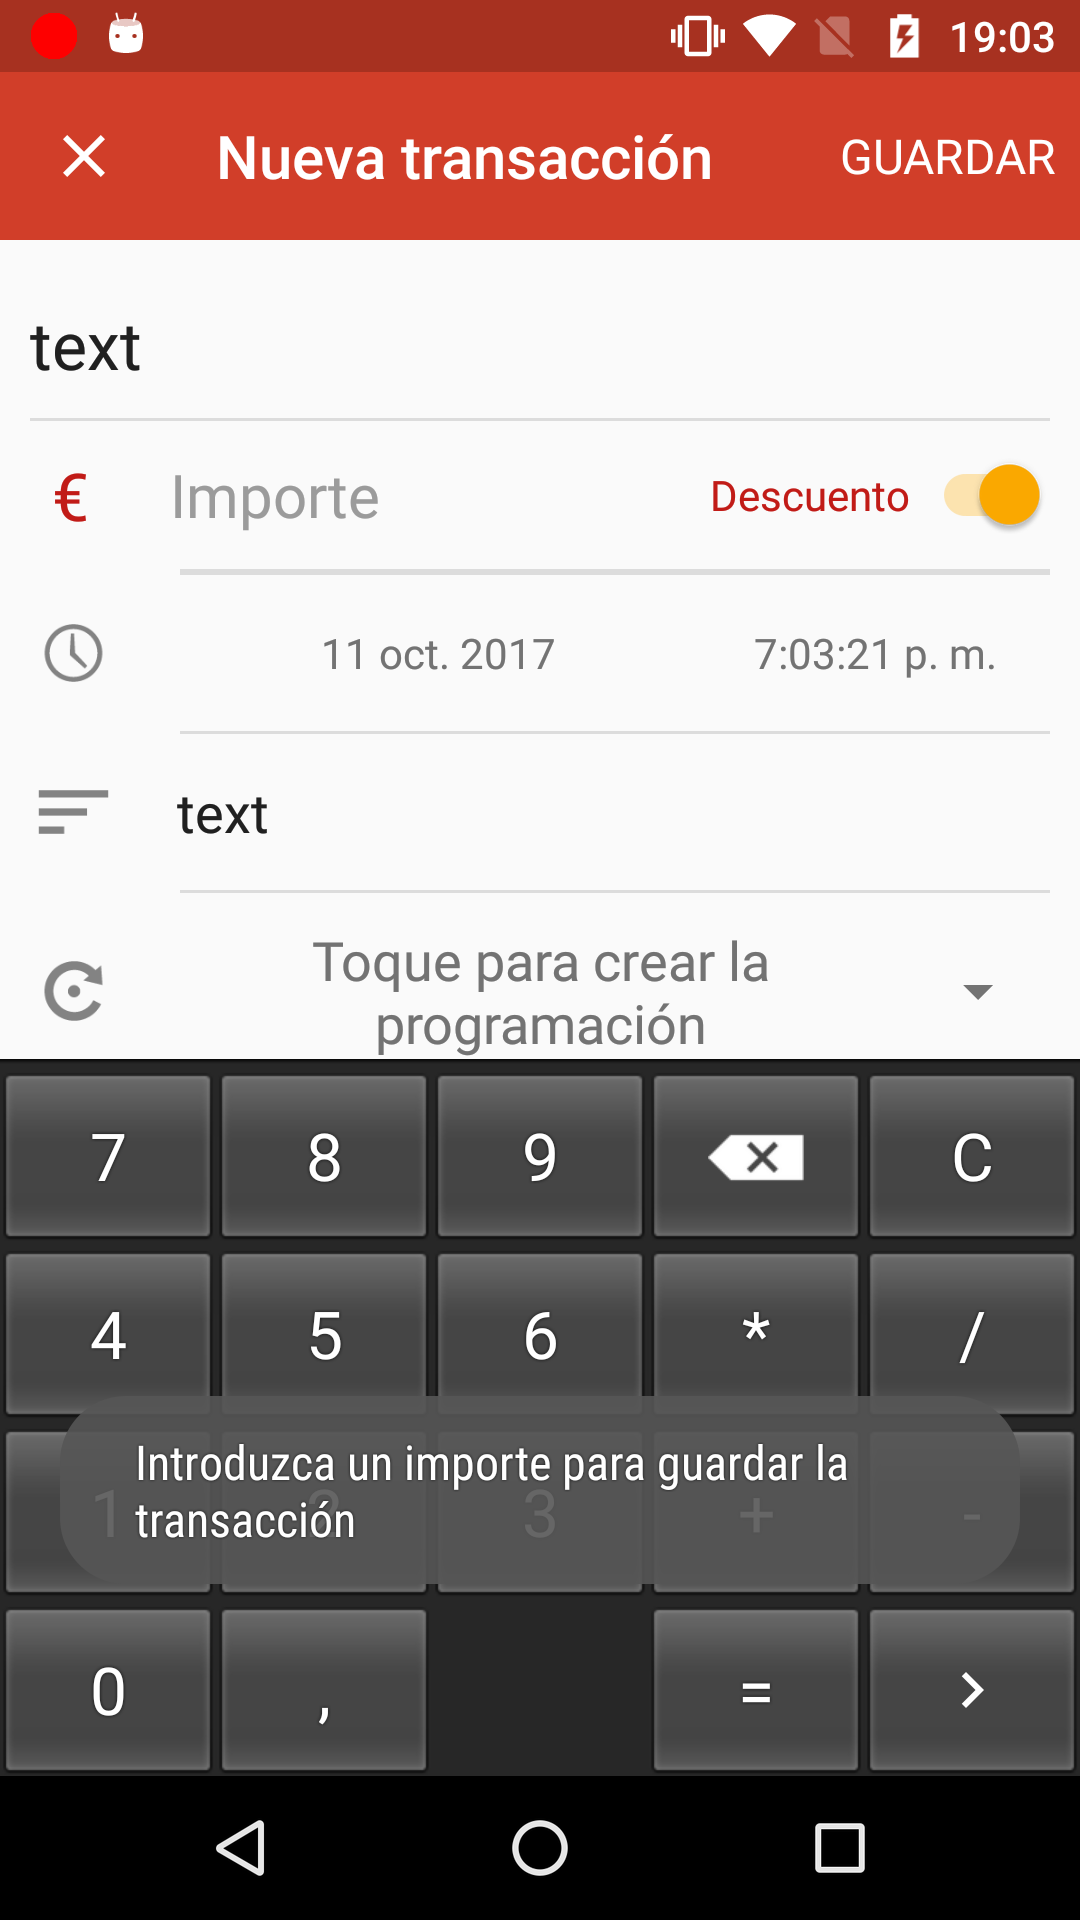 19:03
Nueva transacción GUARDAR
text
€ Importe Descuento
11 oct. 2017 7:03:21 p. m.
text
Toque para crear la
programación
7 8 9 C
4 5 6 * /
Introduzca un importe para guardar la
transacción
1 2 3 + -
0 , = >